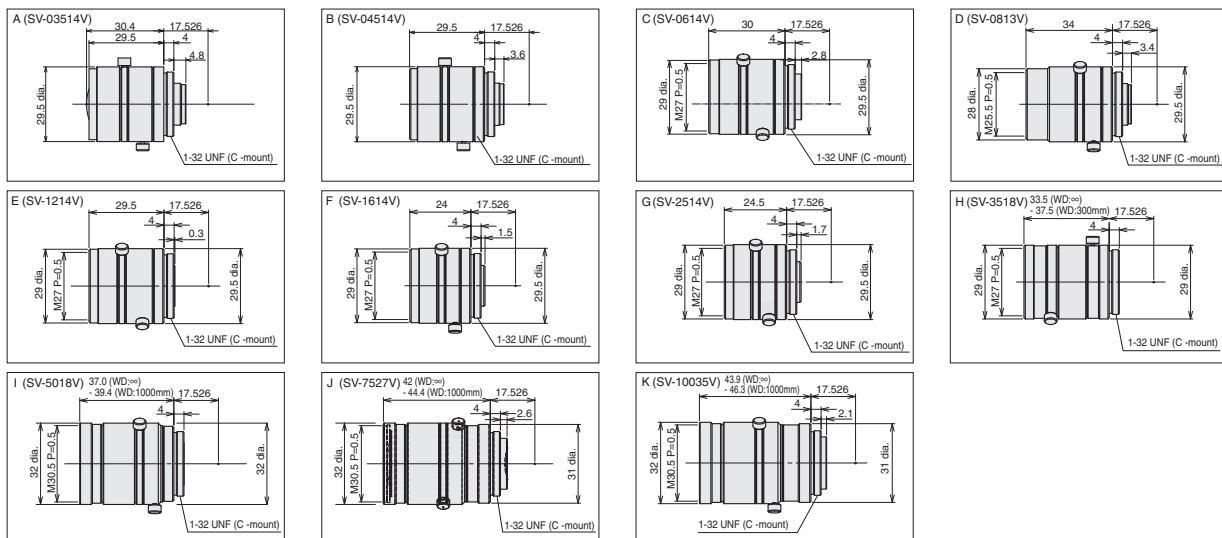 A (SV-03514V)
30.4
17.526
29.5
4
4.8
29.5 dia.
1-32 UNF (C -mount)
B (SV-04514V)
29.5
17.526
4
3.6
29.5 dia.
1-32 UNF (C -mount)
C (SV-0614V)
30
17.526
4
2.8
29 dia.
M27 P=0.5
29.5 dia.
1-32 UNF (C -mount)
D (SV-0813V)
34
17.526
4
3.4
28 dia.
M25.5 P=0.5
29.5 dia.
1-32 UNF (C -mount)
E (SV-1214V)
29.5
17.526
4
0.3
29 dia.
M27 P=0.5
29.5 dia.
1-32 UNF (C -mount)
F (SV-1614V)
24
17.526
4
1.5
29 dia.
M27 P=0.5
29.5 dia.
1-32 UNF (C -mount)
G (SV-2514V)
24.5
17.526
4
1.7
29 dia.
M27 P=0.5
29.5 dia.
1-32 UNF (C -mount)
H (SV-3518V)
33.5 (WD:∞)
- 37.5 (WD:300mm)
17.526
4
29 dia.
M27 P=0.5
29 dia.
1-32 UNF (C -mount)
I (SV-5018V)
37.0 (WD:∞)
- 39.4 (WD:1000mm)
17.526
4
32 dia.
M30.5 P=0.5
32 dia.
1-32 UNF (C -mount)
J (SV-7527V)
42 (WD:∞)
- 44.4 (WD:1000mm)
17.526
4
2.6
32 dia.
M30.5 P=0.5
31 dia.
1-32 UNF (C -mount)
K (SV-10035V)
43.9 (WD:∞)
- 46.3 (WD:1000mm)
17.526
4
2.1
32 dia.
M30.5 P=0.5
31 dia.
1-32 UNF (C -mount)